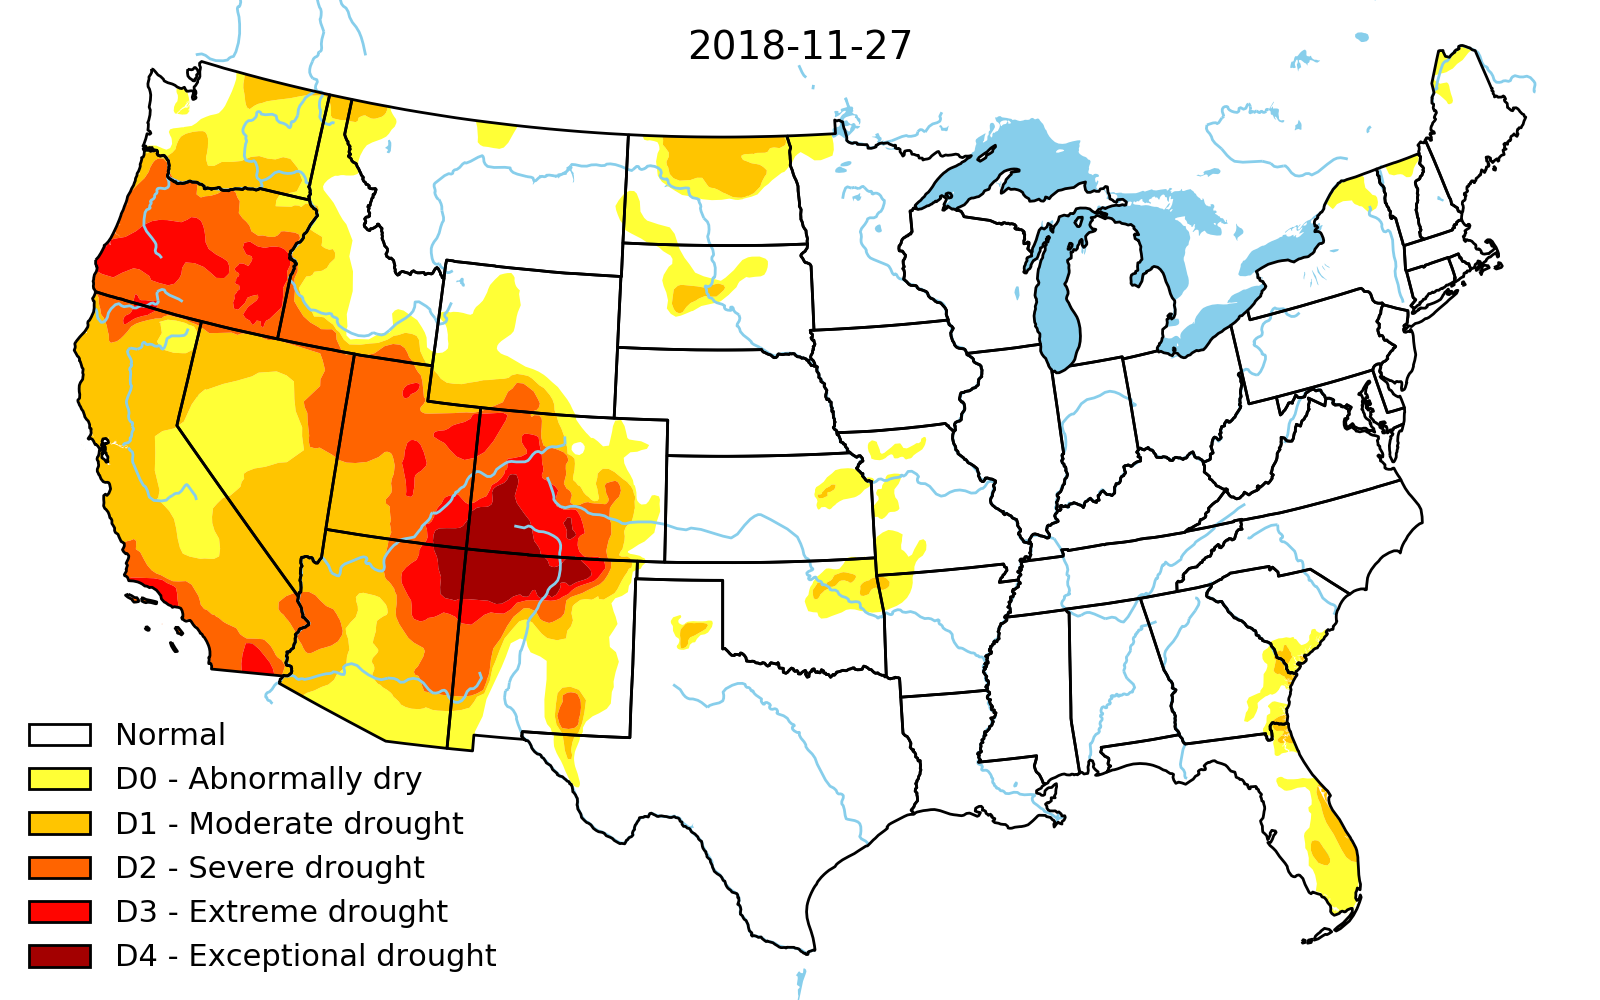 2018-11-27
Normal
D0 - Abnormally dry
D1 - Moderate drought
D2 - Severe drought
D3 - Extreme drought
D4 - Exceptional drought